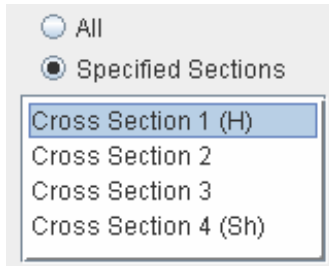 All
Specified Sections
Cross Section 1 (H)
Cross Section 2
Cross Section 3
Cross Section 4 (Sh)